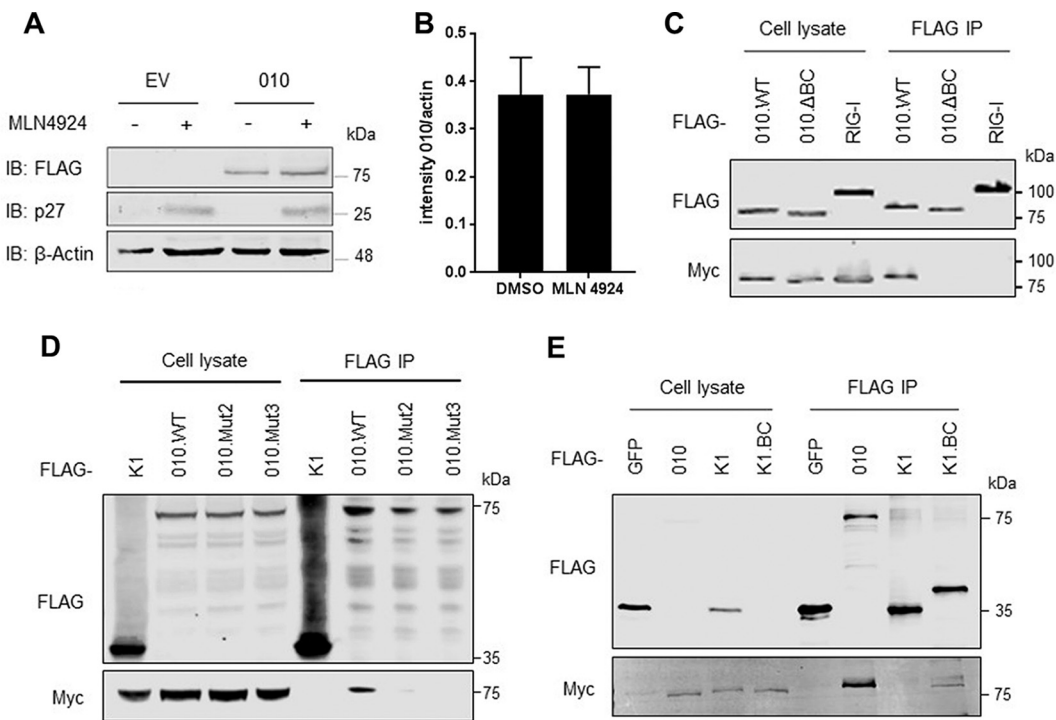 A
EV 010
MLN4924 - + - + kDa
IB: FLAG 75
IB: p27 25
IB: β-Actin 48
B
intensity 010/actin
0.5
0.4
0.3
0.2
0.1
0.0
DMSO MLN 4924
C
Cell lysate FLAG IP
FLAG- 010.WT 010.ΔBC RIG-I 010.WT 010.ΔBC RIG-I
kDa
FLAG 100
75
Myc 100
75
D
Cell lysate FLAG IP
FLAG- K1 010.WT 010.Mut2 010.Mut3 K1 010.WT 010.Mut2 010.Mut3
kDa
75
FLAG
35
Myc 75
E
Cell lysate FLAG IP
FLAG- GFP 010 K1 K1.BC GFP 010 K1 K1.BC
kDa
75
FLAG
35
Myc 75